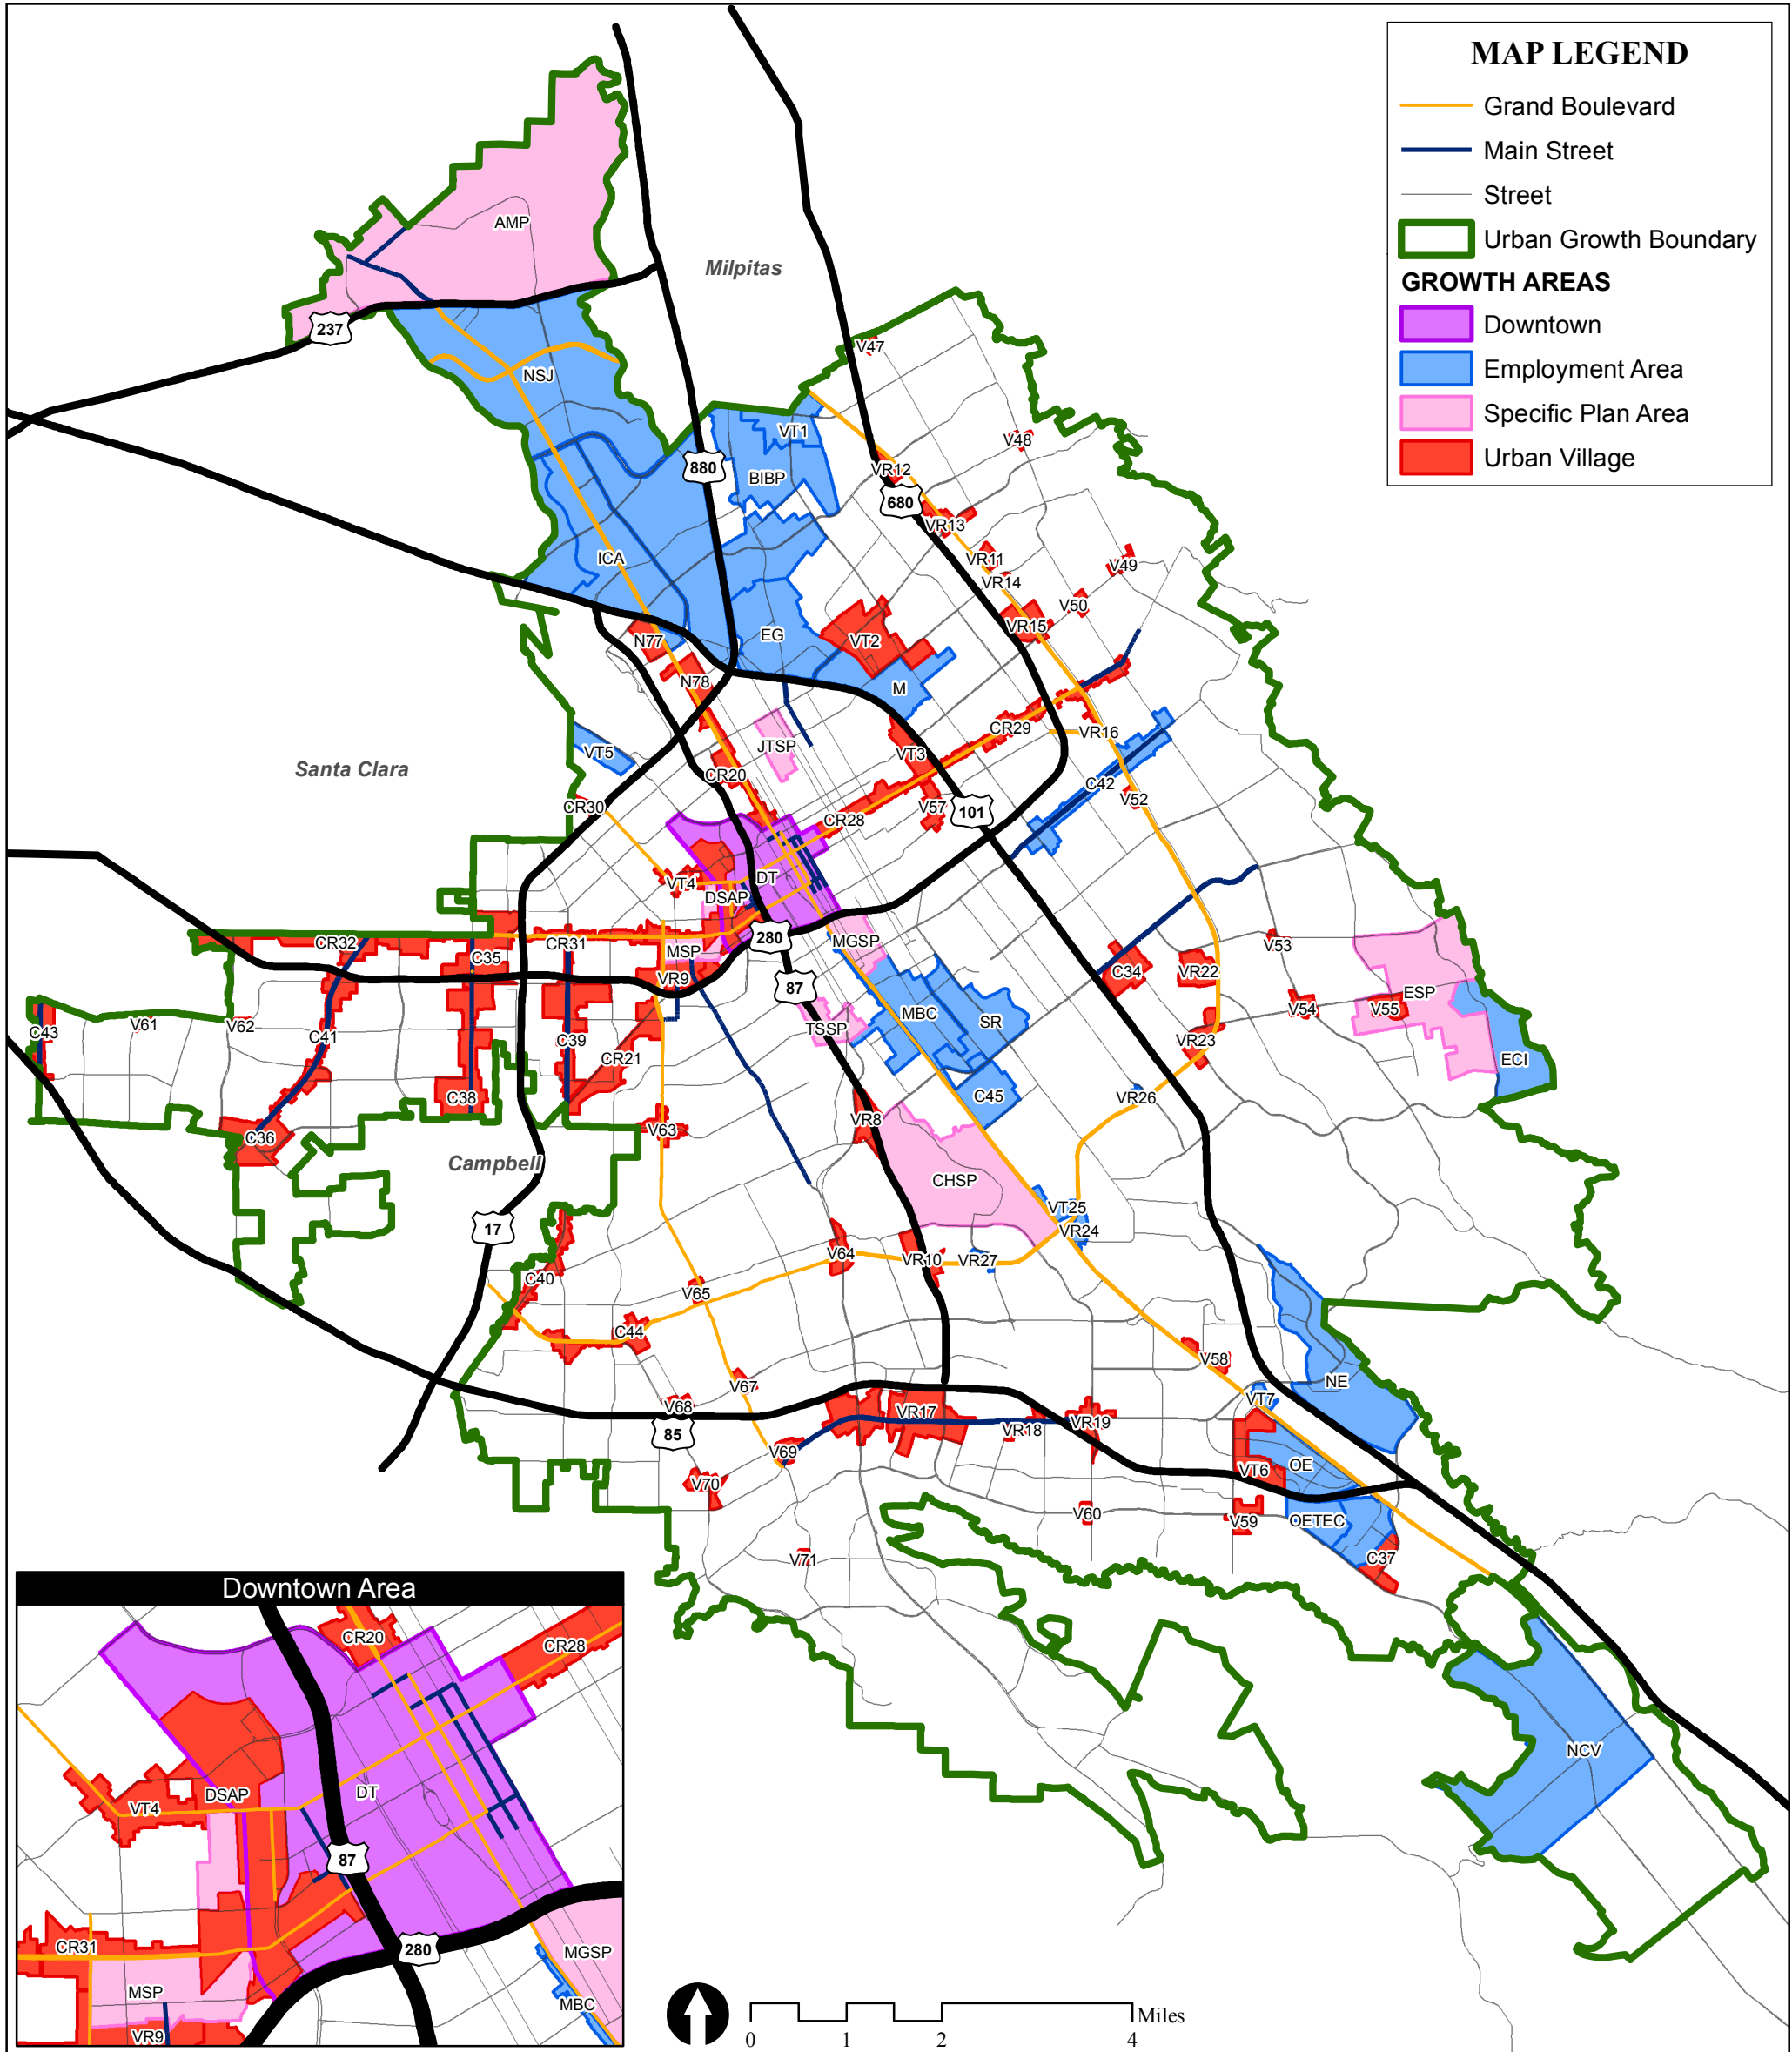 MAP LEGEND
Grand Boulevard
Main Street
Street
Urban Growth Boundary
GROWTH AREAS
Downtown
Employment Area
Specific Plan Area
Urban Village
AMP
Milpitas
237
V47
NSJ
VT1
V48
880
VR12
BIBP
680
VR13
ICA
VR11
V49
VR14
V50
VR15
EG
N77
VT2
N78
M
CR29
VR16
JTSP
VT5
VT3
Santa Clara
CR20
C42
V52
CR30
V57
101
CR28
DT
VT4
DSAP
280
MGSP
CR32
CR31
V53
MSP
C35
C34
VR22
VR9
87
ESP
V54
V55
MBC
SR
C43
V61
V62
TSSP
C41
C39
VR23
CR21
ECI
C38
C45
VR26
VR8
V63
C36
Campbell
CHSP
VT25
17
VR24
V64
VR10
VR27
C40
V65
C44
V58
NE
V67
VT7
V68
VR17
VR19
85
VR18
V69
OE
VT6
V70
V60
V59
OETEC
V71
C37
NCV
Downtown Area
CR20
CR28
DT
DSAP
VT4
87
CR31
280
MGSP
MSP
MBC
VR9
Miles
0 1 2 4